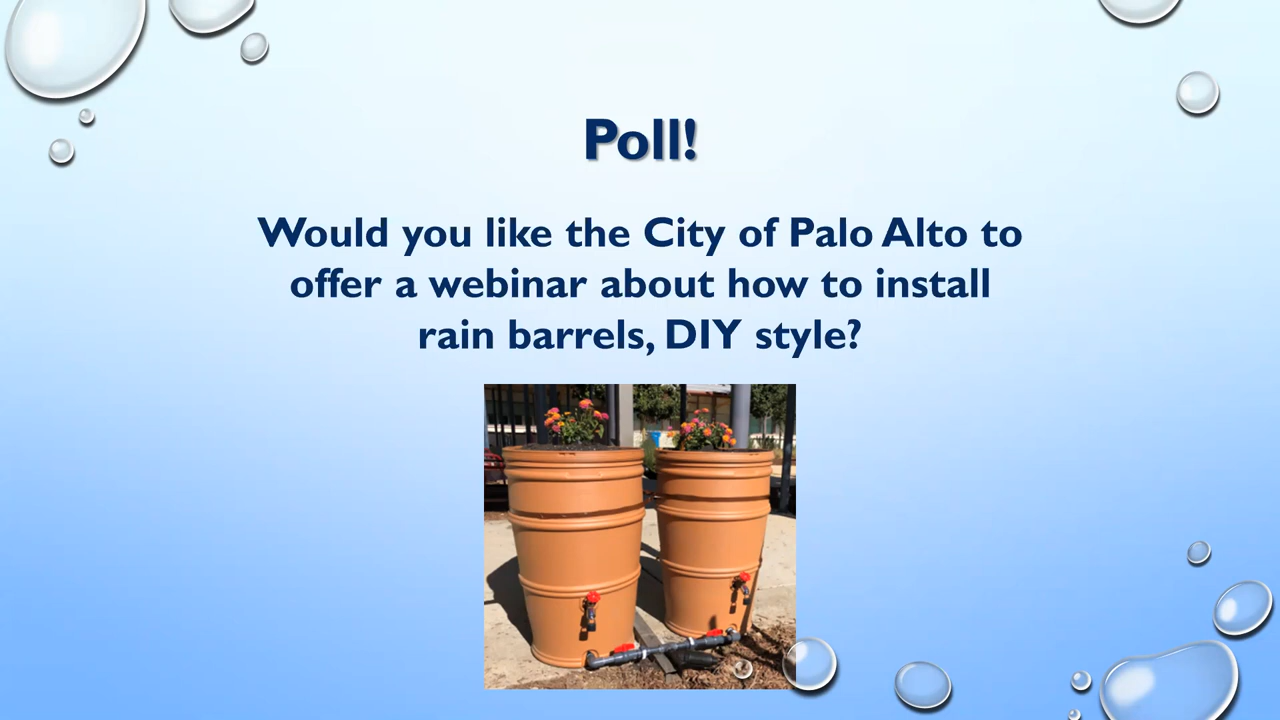 Poll!
Would you like the City of Palo Alto to
offer a webinar about how to install
rain barrels, DIY style?